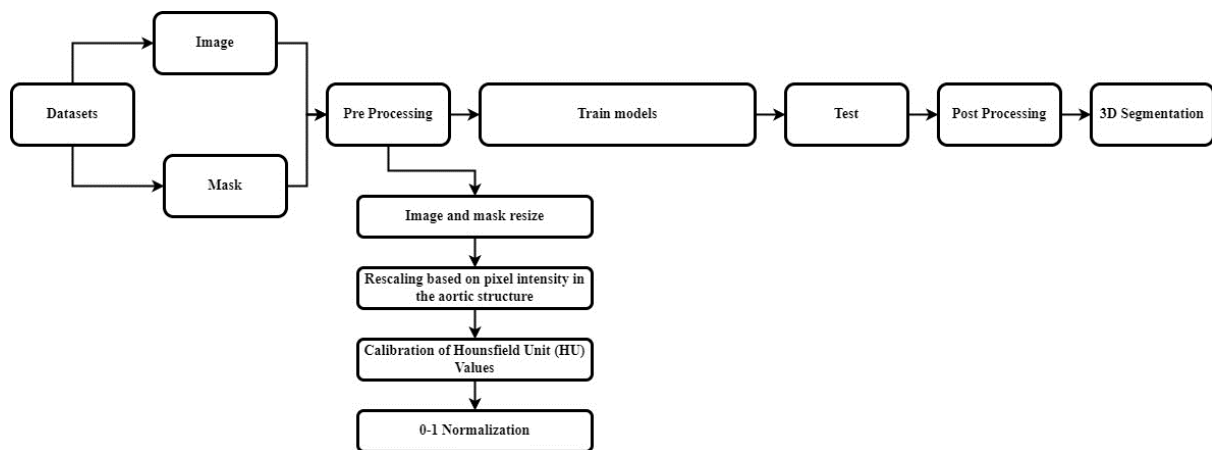 Image
Datasets
Mask
Pre Processing
Train models
Test
Post Processing
3D Segmentation
Image and mask resize
Rescaling based on pixel intensity in
the aortic structure
Calibration of Hounsfield Unit (HU)
Values
0-1 Normalization